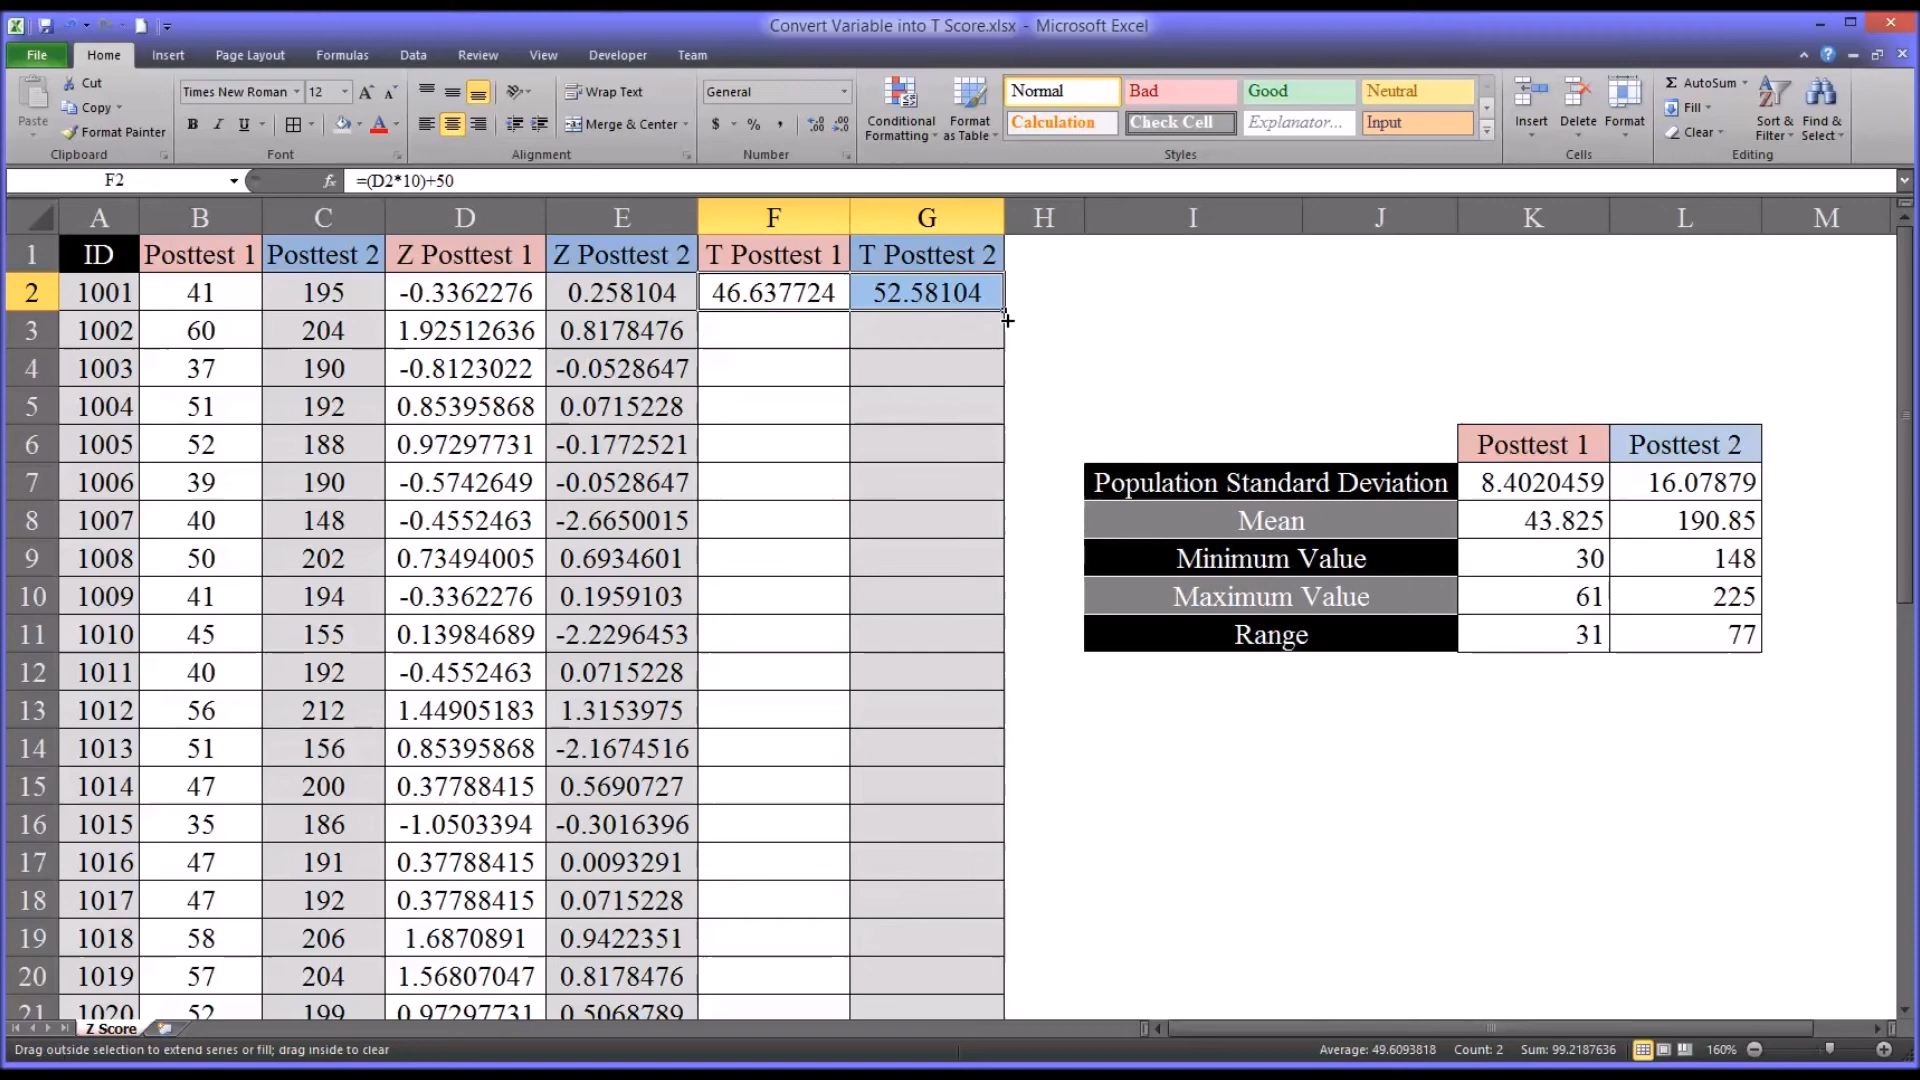 Convert Variable into T Score.xlsx - Microsoft Excel
File Home Insert Page Layout Formulas Data Review View Developer Team
Paste Cut Copy Format Painter
Times New Roman 12 A A
B I U A
Wrap Text
Merge & Center
General
$ % ,
Conditional Formatting Format as Table
Normal Bad Good Neutral
Calculation Check Cell Explanator... Input
Insert Delete Format
Σ AutoSum Fill Clear
Sort & Filter Find & Select
Clipboard Font Alignment Number Styles Cells Editing
F2 fx =(D2*10)+50
A B C D E F G H I J K L M
1 ID Posttest 1 Posttest 2 Z Posttest 1 Z Posttest 2 T Posttest 1 T Posttest 2
2 1001 41 195 -0.3362276 0.258104 46.637724 52.58104
3 1002 60 204 1.92512636 0.8178476
4 1003 37 190 -0.8123022 -0.0528647
5 1004 51 192 0.85395868 0.0715228
6 1005 52 188 0.97297731 -0.1772521 Posttest 1 Posttest 2
7 1006 39 190 -0.5742649 -0.0528647 Population Standard Deviation 8.4020459 16.07879
8 1007 40 148 -0.4552463 -2.6650015 Mean 43.825 190.85
9 1008 50 202 0.73494005 0.6934601 Minimum Value 30 148
10 1009 41 194 -0.3362276 0.1959103 Maximum Value 61 225
11 1010 45 155 0.13984689 -2.2296453 Range 31 77
12 1011 40 192 -0.4552463 0.0715228
13 1012 56 212 1.44905183 1.3153975
14 1013 51 156 0.85395868 -2.1674516
15 1014 47 200 0.37788415 0.5690727
16 1015 35 186 -1.0503394 -0.3016396
17 1016 47 191 0.37788415 0.0093291
18 1017 47 192 0.37788415 0.0715228
19 1018 58 206 1.6870891 0.9422351
20 1019 57 204 1.56807047 0.8178476
21 1020 52 199 0.97297731 0.5068789
Z Score
Drag outside selection to extend series or fill; drag inside to clear Average: 49.6093818 Count: 2 Sum: 99.2187636 160%